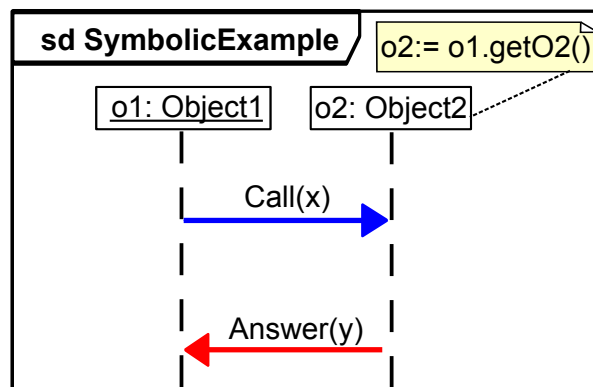 sd SymbolicExample
o2:= o1.getO2()
o1: Object1
o2: Object2
Call(x)
Answer(y)